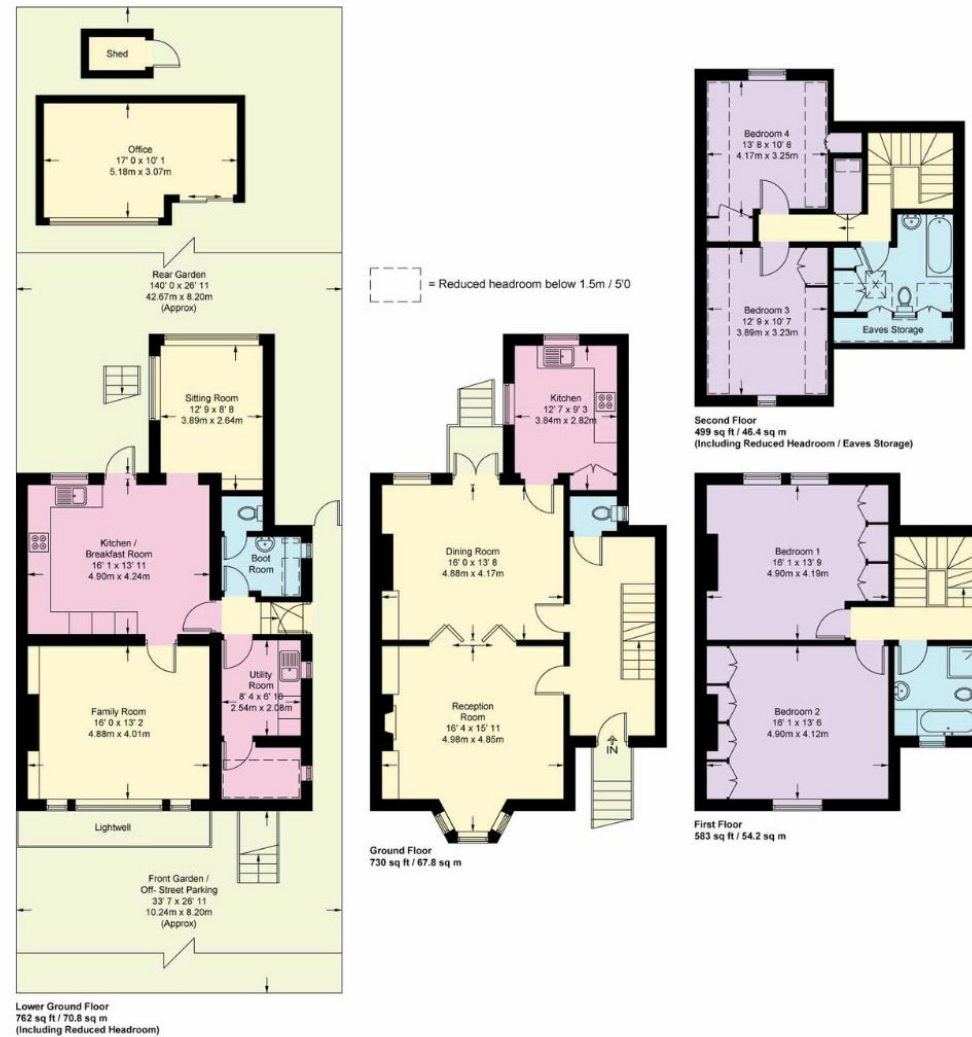 Shed
Office
17' 0 x 10' 1
5.18m x 3.07m
Rear Garden
140' 0 x 26' 11
42.67m x 8.20m
(Approx)
= Reduced headroom below 1.5m / 5'0
Sitting Room
12' 9 x 8' 8
3.89m x 2.64m
Kitchen /
Breakfast Room
16' 1 x 13' 11
4.90m x 4.24m
Boot
Room
Utility
Room
8' 4 x 6' 10
2.54m x 2.08m
Family Room
16' 0 x 13' 2
4.88m x 4.01m
Lightwell
Front Garden /
Off- Street Parking
33' 7 x 26' 11
10.24m x 8.20m
(Approx)
Lower Ground Floor
762 sq ft / 70.8 sq m
(Including Reduced Headroom)
Kitchen
12' 7 x 9' 3
3.84m x 2.82m
Dining Room
16' 0 x 13' 8
4.88m x 4.17m
Reception
Room
16' 4 x 15' 11
4.98m x 4.85m
IN
Ground Floor
730 sq ft / 67.8 sq m
Bedroom 4
13' 8 x 10' 8
4.17m x 3.25m
Bedroom 3
12' 9 x 10' 7
3.89m x 3.23m
Eaves Storage
Second Floor
499 sq ft / 46.4 sq m
(Including Reduced Headroom / Eaves Storage)
Bedroom 1
16' 1 x 13' 9
4.90m x 4.19m
Bedroom 2
16' 1 x 13' 6
4.90m x 4.12m
First Floor
583 sq ft / 54.2 sq m